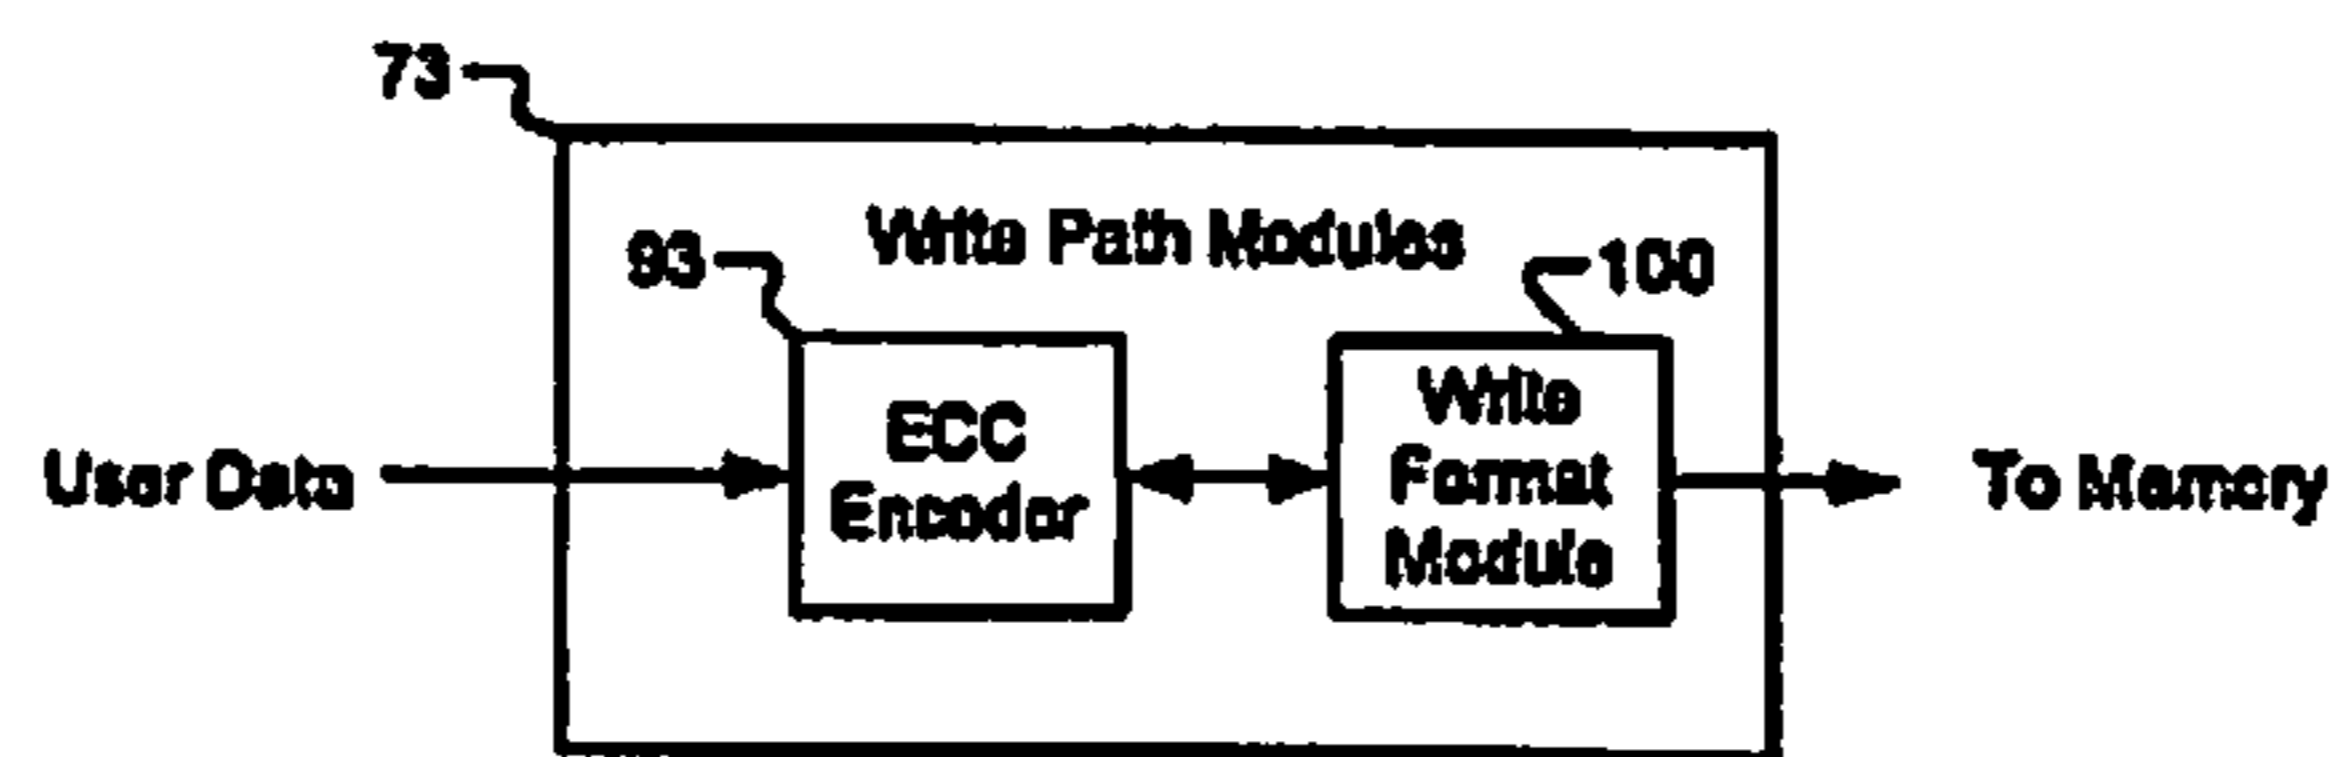 73
Write Path Modules
93
100
ECC
Encoder
Write
Format
Module
User Data
To Memory